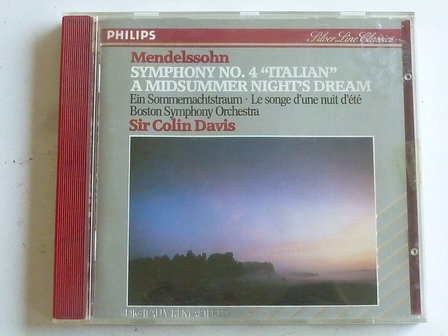 PHILIPS
Silver Line Classics
Mendelssohn
SYMPHONY NO. 4 “ITALIAN”
A MIDSUMMER NIGHT'S DREAM
Ein Sommernachtstraum · Le songe d'une nuit d'été
Boston Symphony Orchestra
Sir Colin Davis
DIGITALLY REMASTERED